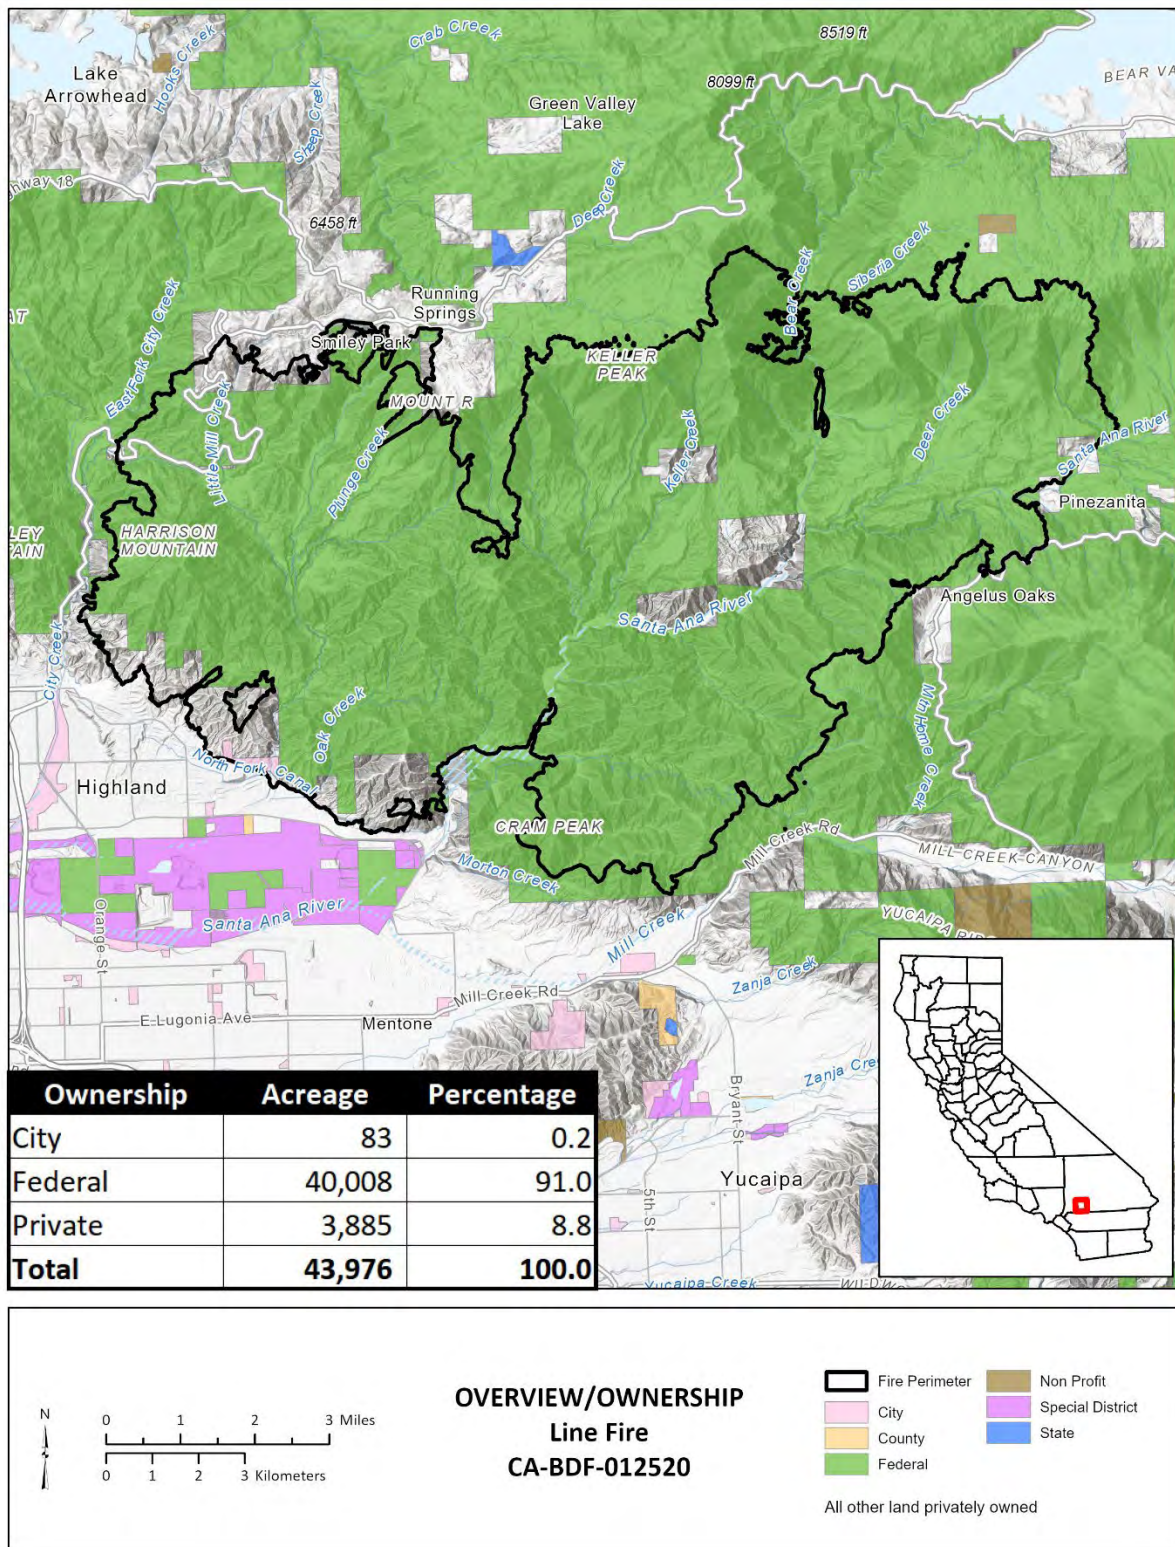 8519 ft
Crab Creek
Hooks Creek
Lake
Arrowhead
8099 ft
BEAR VA
Green Valley
Lake
Sheep Creek
ghway 18
Deep Creek
6458 ft
Siberia Creek
Bear Creek
East Fork City Creek
AT
Running
Springs
Smiley Park
KELLER
PEAK
MOUNT R
Little Mill Creek
Plunge Creek
Keller Creek
Deer Creek
Santa Ana River
Pinezanita
LEY
TAIN
HARRISON
MOUNTAIN
Angelus Oaks
Santa Ana River
City Creek
Oak Creek
Mtn Home Creek
North Fork Canal
Highland
CRAM PEAK
Mill Creek Rd
MILL CREEK CANYON
Morton Creek
Orange St
Santa Ana River
Mill Creek
Zanja Creek
Mill Creek Rd
E Lugonia Ave
Mentone
Zanja Cree
Bryant St
Yucaipa
5th St
Yucaipa Creek
Ownership Acreage Percentage
City 83 0.2
Federal 40,008 91.0
Private 3,885 8.8
Total 43,976 100.0
OVERVIEW/OWNERSHIP
Line Fire
CA-BDF-012520
N
0 1 2 3 Miles
0 1 2 3 Kilometers
Fire Perimeter
City
County
Federal
Non Profit
Special District
State
All other land privately owned